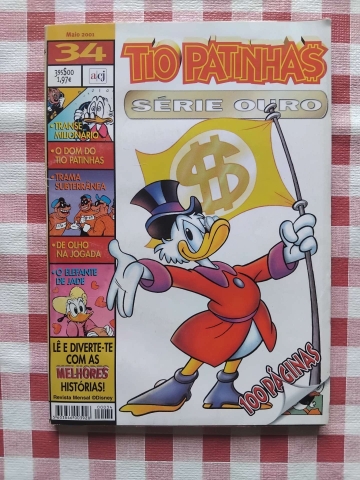 Maio 2001
34
395$00
1,97€
acj
TIO PATINHA$
SÉRIE OURO
• TRANSE
MILIONÁRIO
• O DOM DO
TIO PATINHAS
• TRAMA
SUBTERRÂNEA
• DE OLHO
NA JOGADA
• O ELEFANTE
DE JADE
LÊ E DIVERTE-TE
COM AS
MELHORES
HISTÓRIAS!
Revista Mensal ©Disney
100 PÁGINAS